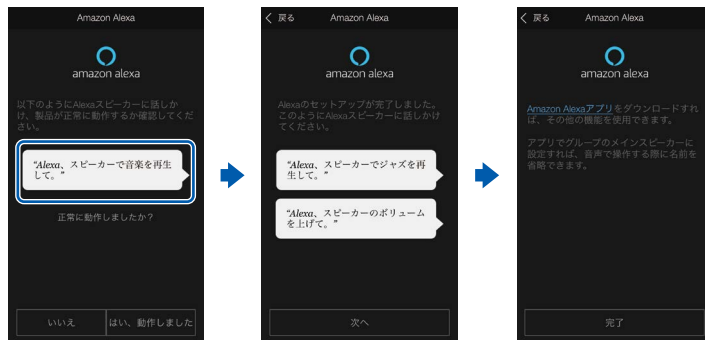 Amazon Alexa
amazon alexa
以下のようにAlexaスピーカーに話しか
け、製品が正常に動作するか確認してくだ
さい。
“Alexa、スピーカーで音楽を再生
して。”
正常に動作しましたか？
いいえ
はい、動作しました
戻る
Amazon Alexa
amazon alexa
Alexaのセットアップが完了しました。
このようにAlexaスピーカーに話しかけ
てください。
“Alexa、スピーカーでジャズを再
生して。”
“Alexa、スピーカーのボリューム
を上げて。”
次へ
戻る
Amazon Alexa
amazon alexa
Amazon Alexaアプリをダウンロードすれ
ば、その他の機能を使用できます。
アプリでグループのメインスピーカーに
設定すれば、音声で操作する際に名前を
省略できます。
完了